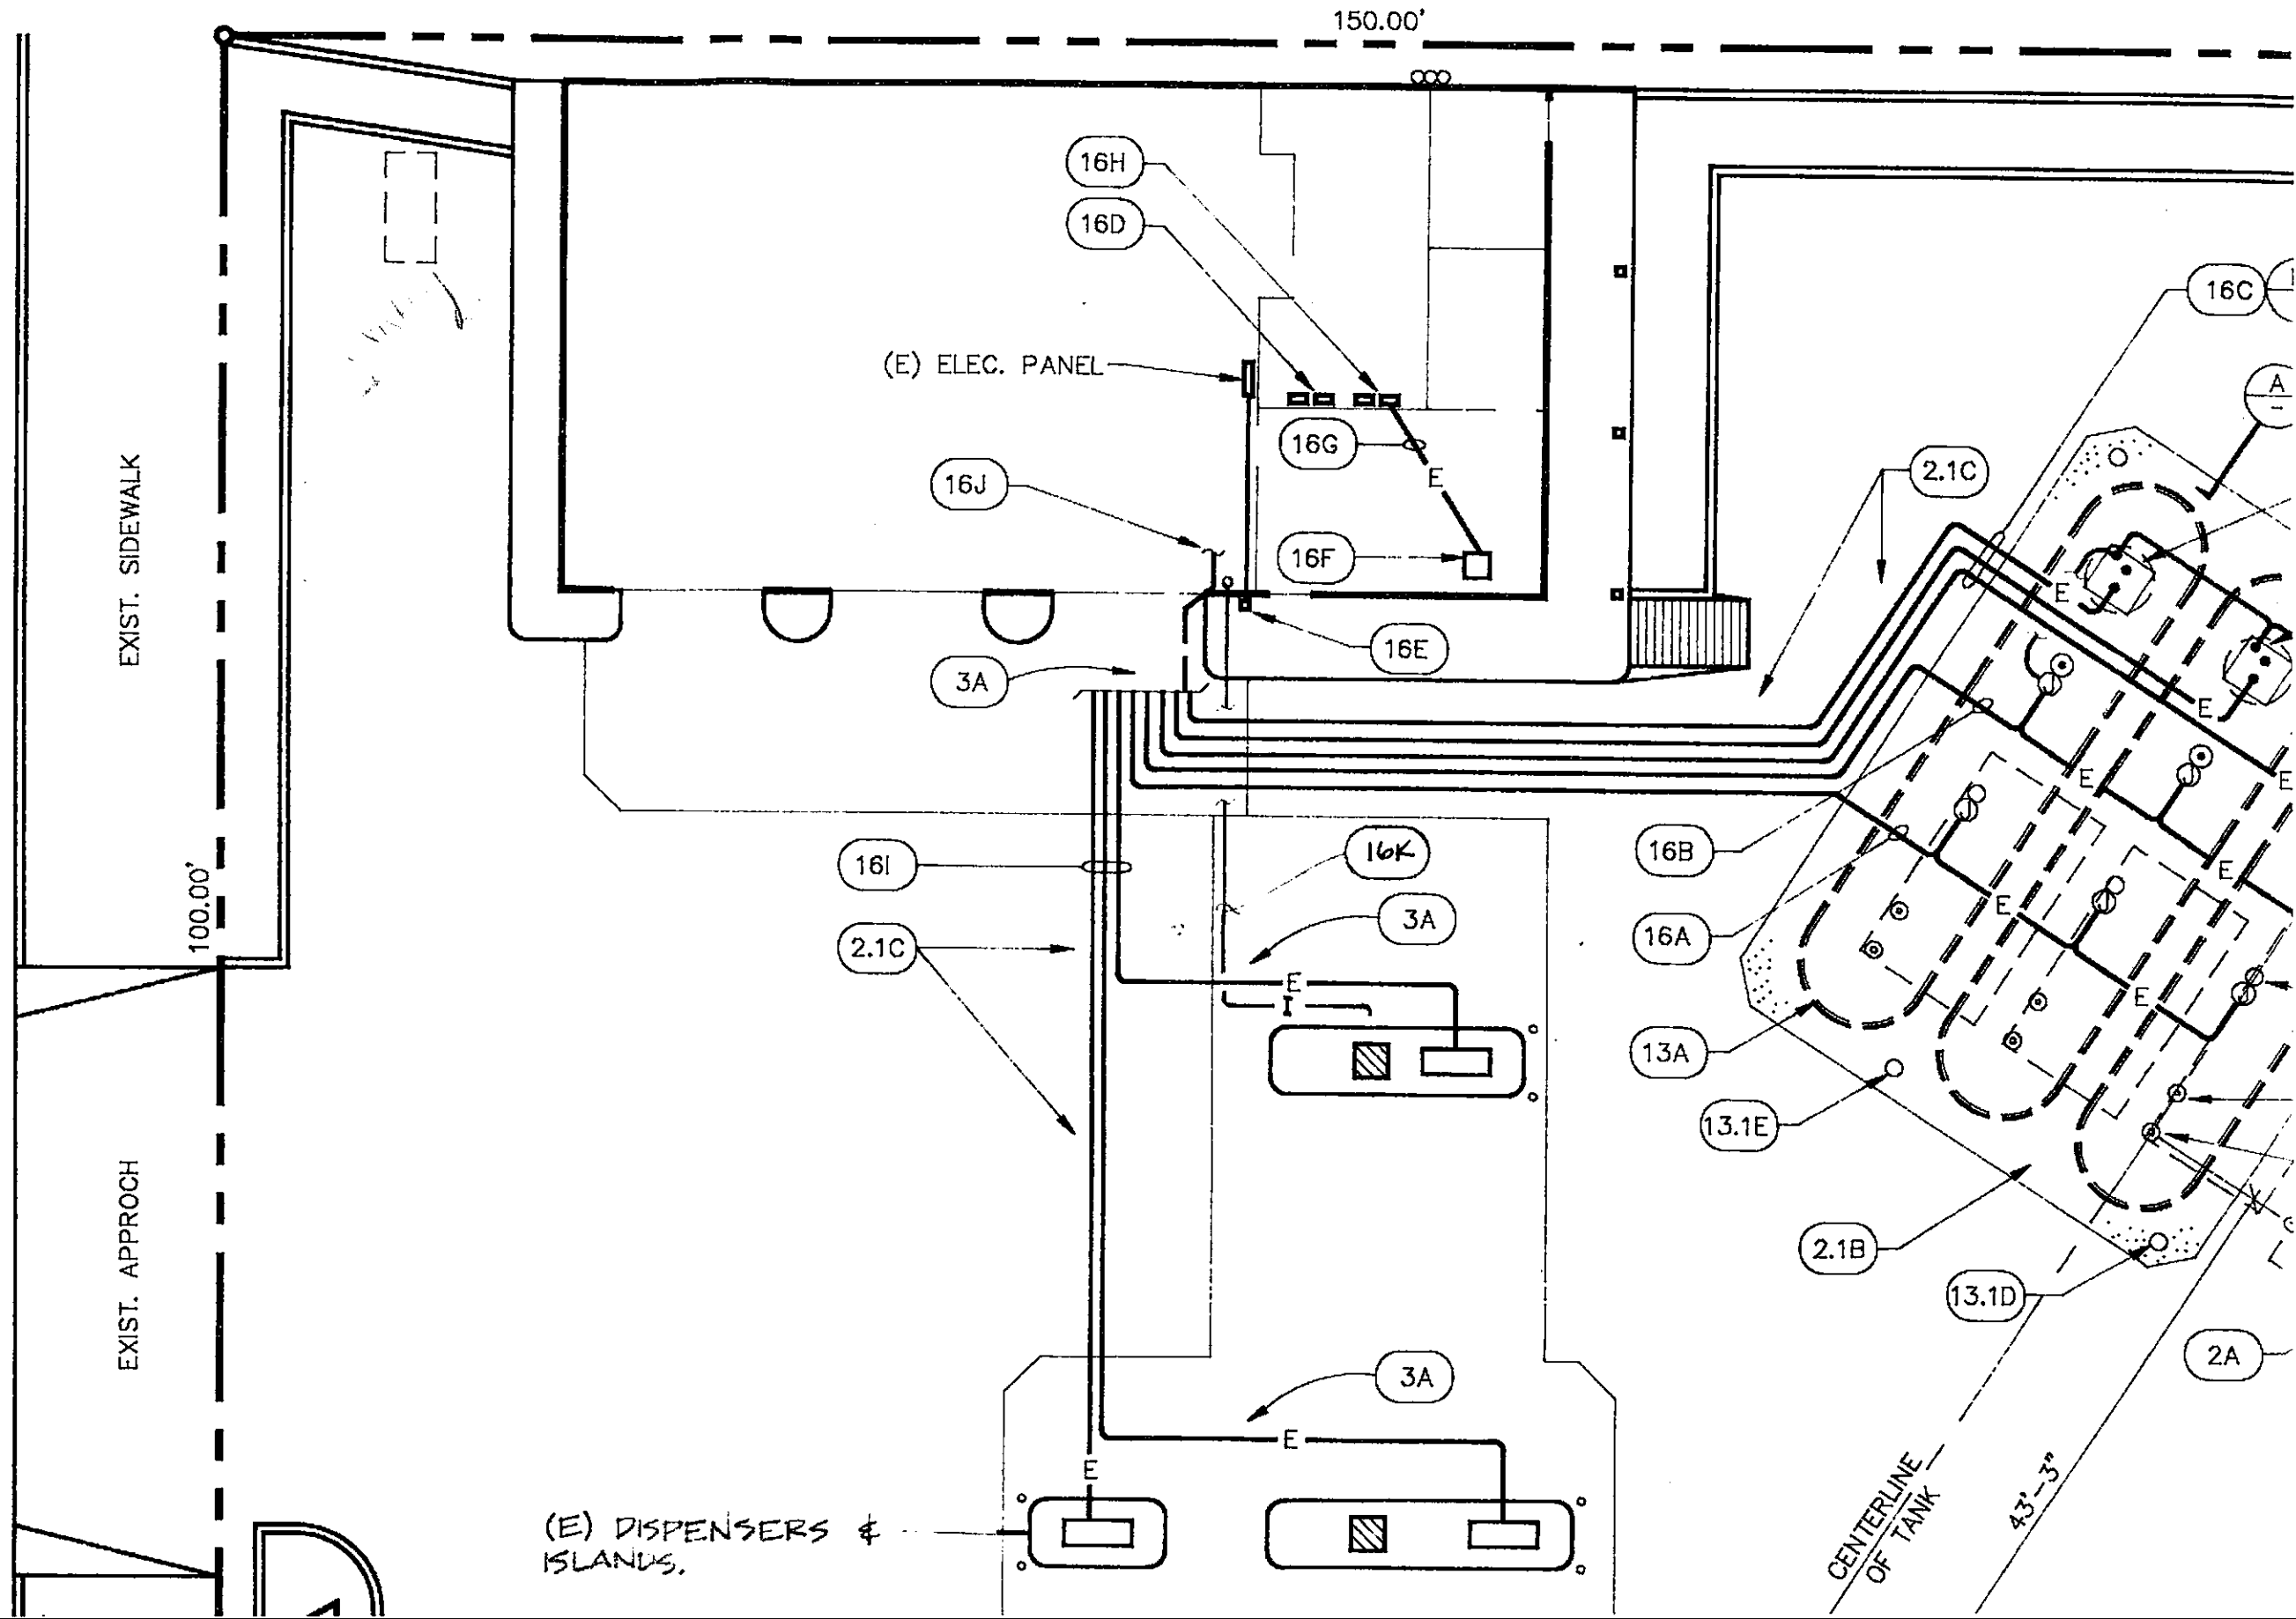 150.00'
16H
16D
16C
(E) ELEC. PANEL
A
16G
E
2.1C
16J
16F
EXIST. SIDEWALK
E
16E
3A
E
E
E
16I
16K
16B
E
100.00'
3A
E
16A
2.1C
E
E
I
13A
13.1E
2.1B
13.1D
EXIST. APPROCH
2A
3A
E
E
CENTERLINE
OF TANK
43'-3"
(E) DISPENSERS &
ISLANDS.